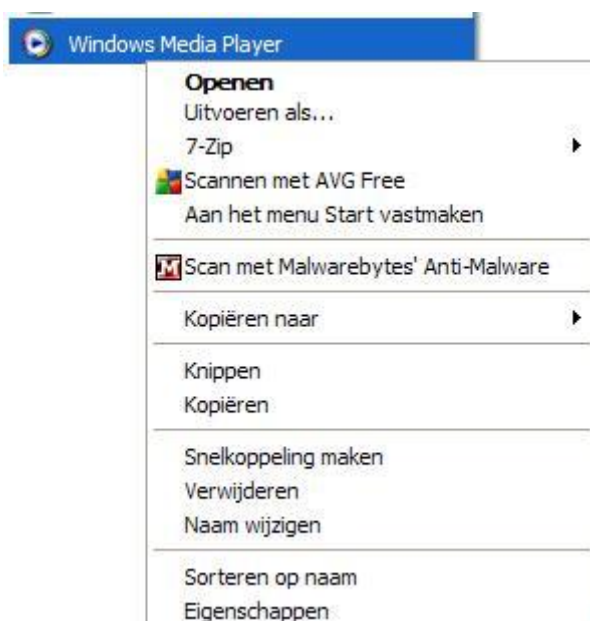 Windows Media Player
Openen
Uitvoeren als...
7-Zip
Scannen met AVG Free
Aan het menu Start vastmaken
Scan met Malwarebytes' Anti-Malware
Kopiëren naar
Knippen
Kopiëren
Snelkoppeling maken
Verwijderen
Naam wijzigen
Sorteren op naam
Eigenschappen